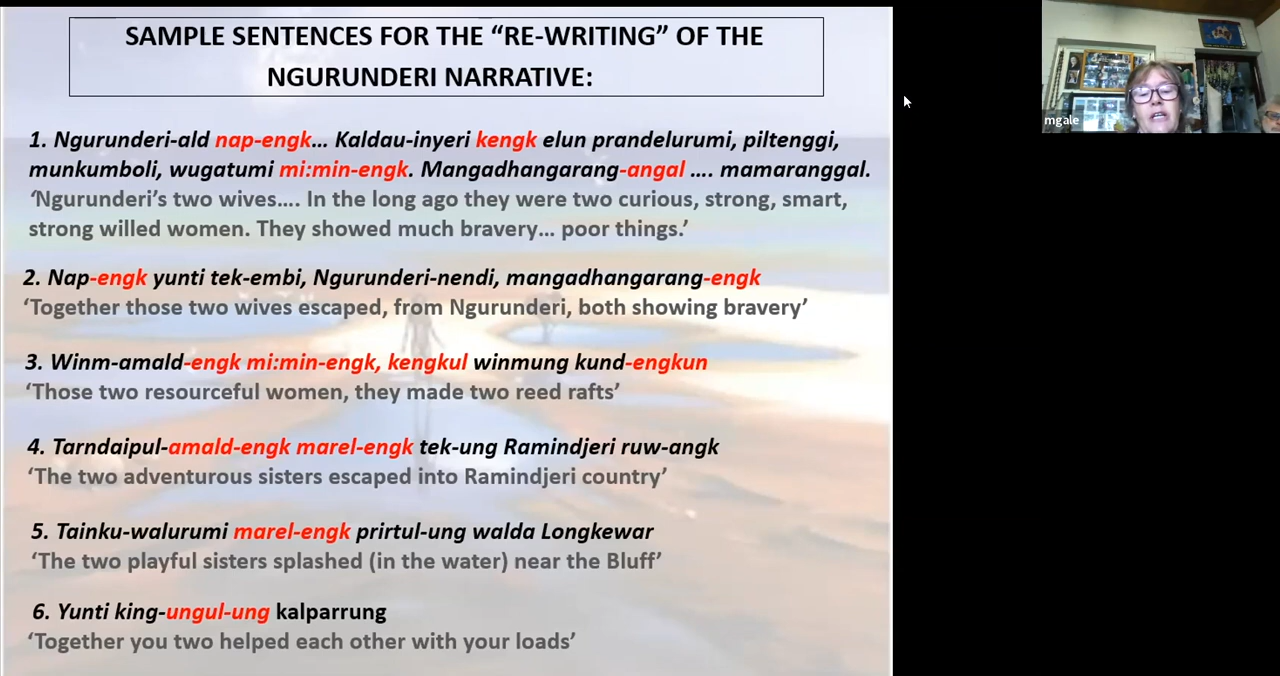 SAMPLE SENTENCES FOR THE “RE-WRITING” OF THE
NGURUNDERI NARRATIVE:
1. Ngurunderi-ald nap-engk… Kaldau-inyeri kengk elun prandelurumi, piltenggi,
munkumboli, wugatumi mi:min-engk. Mangadhangarang-angal …. mamaranggal.
‘Ngurunderi’s two wives…. In the long ago they were two curious, strong, smart,
strong willed women. They showed much bravery… poor things.’
2. Nap-engk yunti tek-embi, Ngurunderi-nendi, mangadhangarang-engk
‘Together those two wives escaped, from Ngurunderi, both showing bravery’
3. Winm-amald-engk mi:min-engk, kengkul winmung kund-engkun
‘Those two resourceful women, they made two reed rafts’
4. Tarndaipul-amald-engk marel-engk tek-ung Ramindjeri ruw-angk
‘The two adventurous sisters escaped into Ramindjeri country’
5. Tainku-walurumi marel-engk prirtul-ung walda Longkewar
‘The two playful sisters splashed (in the water) near the Bluff’
6. Yunti king-ungul-ung kalparrung
‘Together you two helped each other with your loads’
mgale